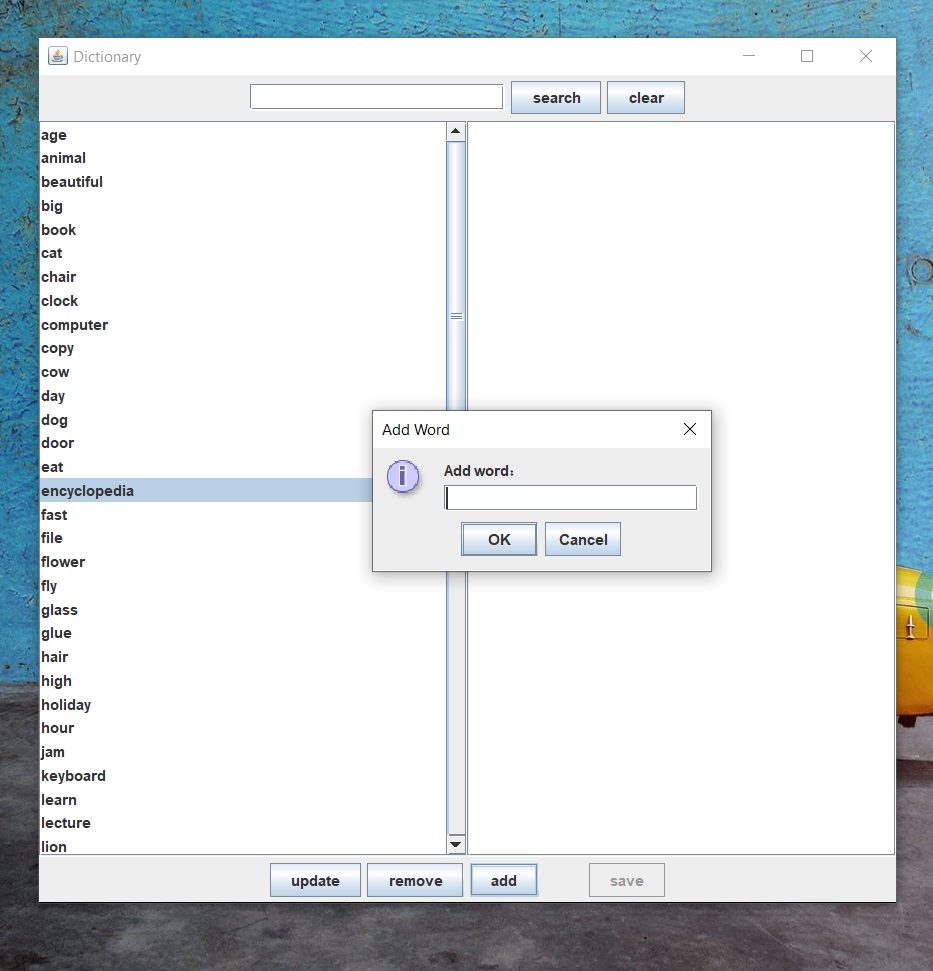 Dictionary
search clear
age
animal
beautiful
big
book
cat
chair
clock
computer
copy
cow
day
dog
door
eat
encyclopedia
fast
file
flower
fly
glass
glue
hair
high
holiday
hour
jam
keyboard
learn
lecture
lion
Add Word
Add word:
OK Cancel
update remove add save